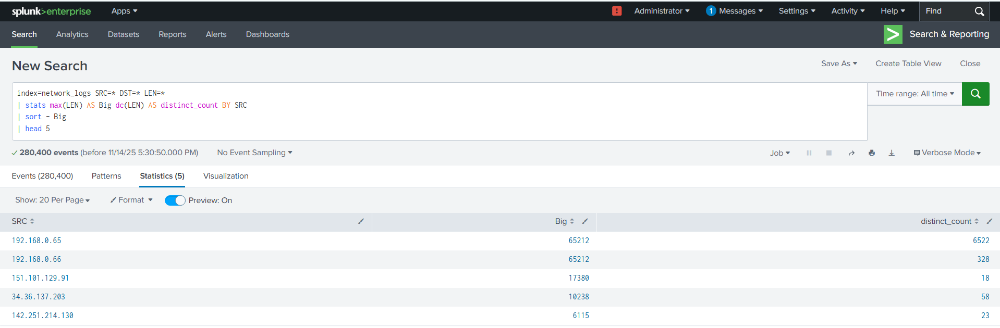 splunk>enterprise Apps ! Administrator 1 Messages Settings Activity Help Find
Search Analytics Datasets Reports Alerts Dashboards > Search & Reporting
New Search Save As Create Table View Close
index=network_logs SRC=* DST=* LEN=* Time range: All time
| stats max(LEN) AS Big dc(LEN) AS distinct_count BY SRC
| sort - Big
| head 5
✓ 280,400 events (before 11/14/25 5:30:50.000 PM) No Event Sampling Job Verbose Mode
Events (280,400) Patterns Statistics (5) Visualization
Show: 20 Per Page Format Preview: On
SRC Big distinct_count
192.168.0.65 65212 6522
192.168.0.66 65212 328
151.101.129.91 17380 18
34.36.137.203 10238 58
142.251.214.130 6115 23